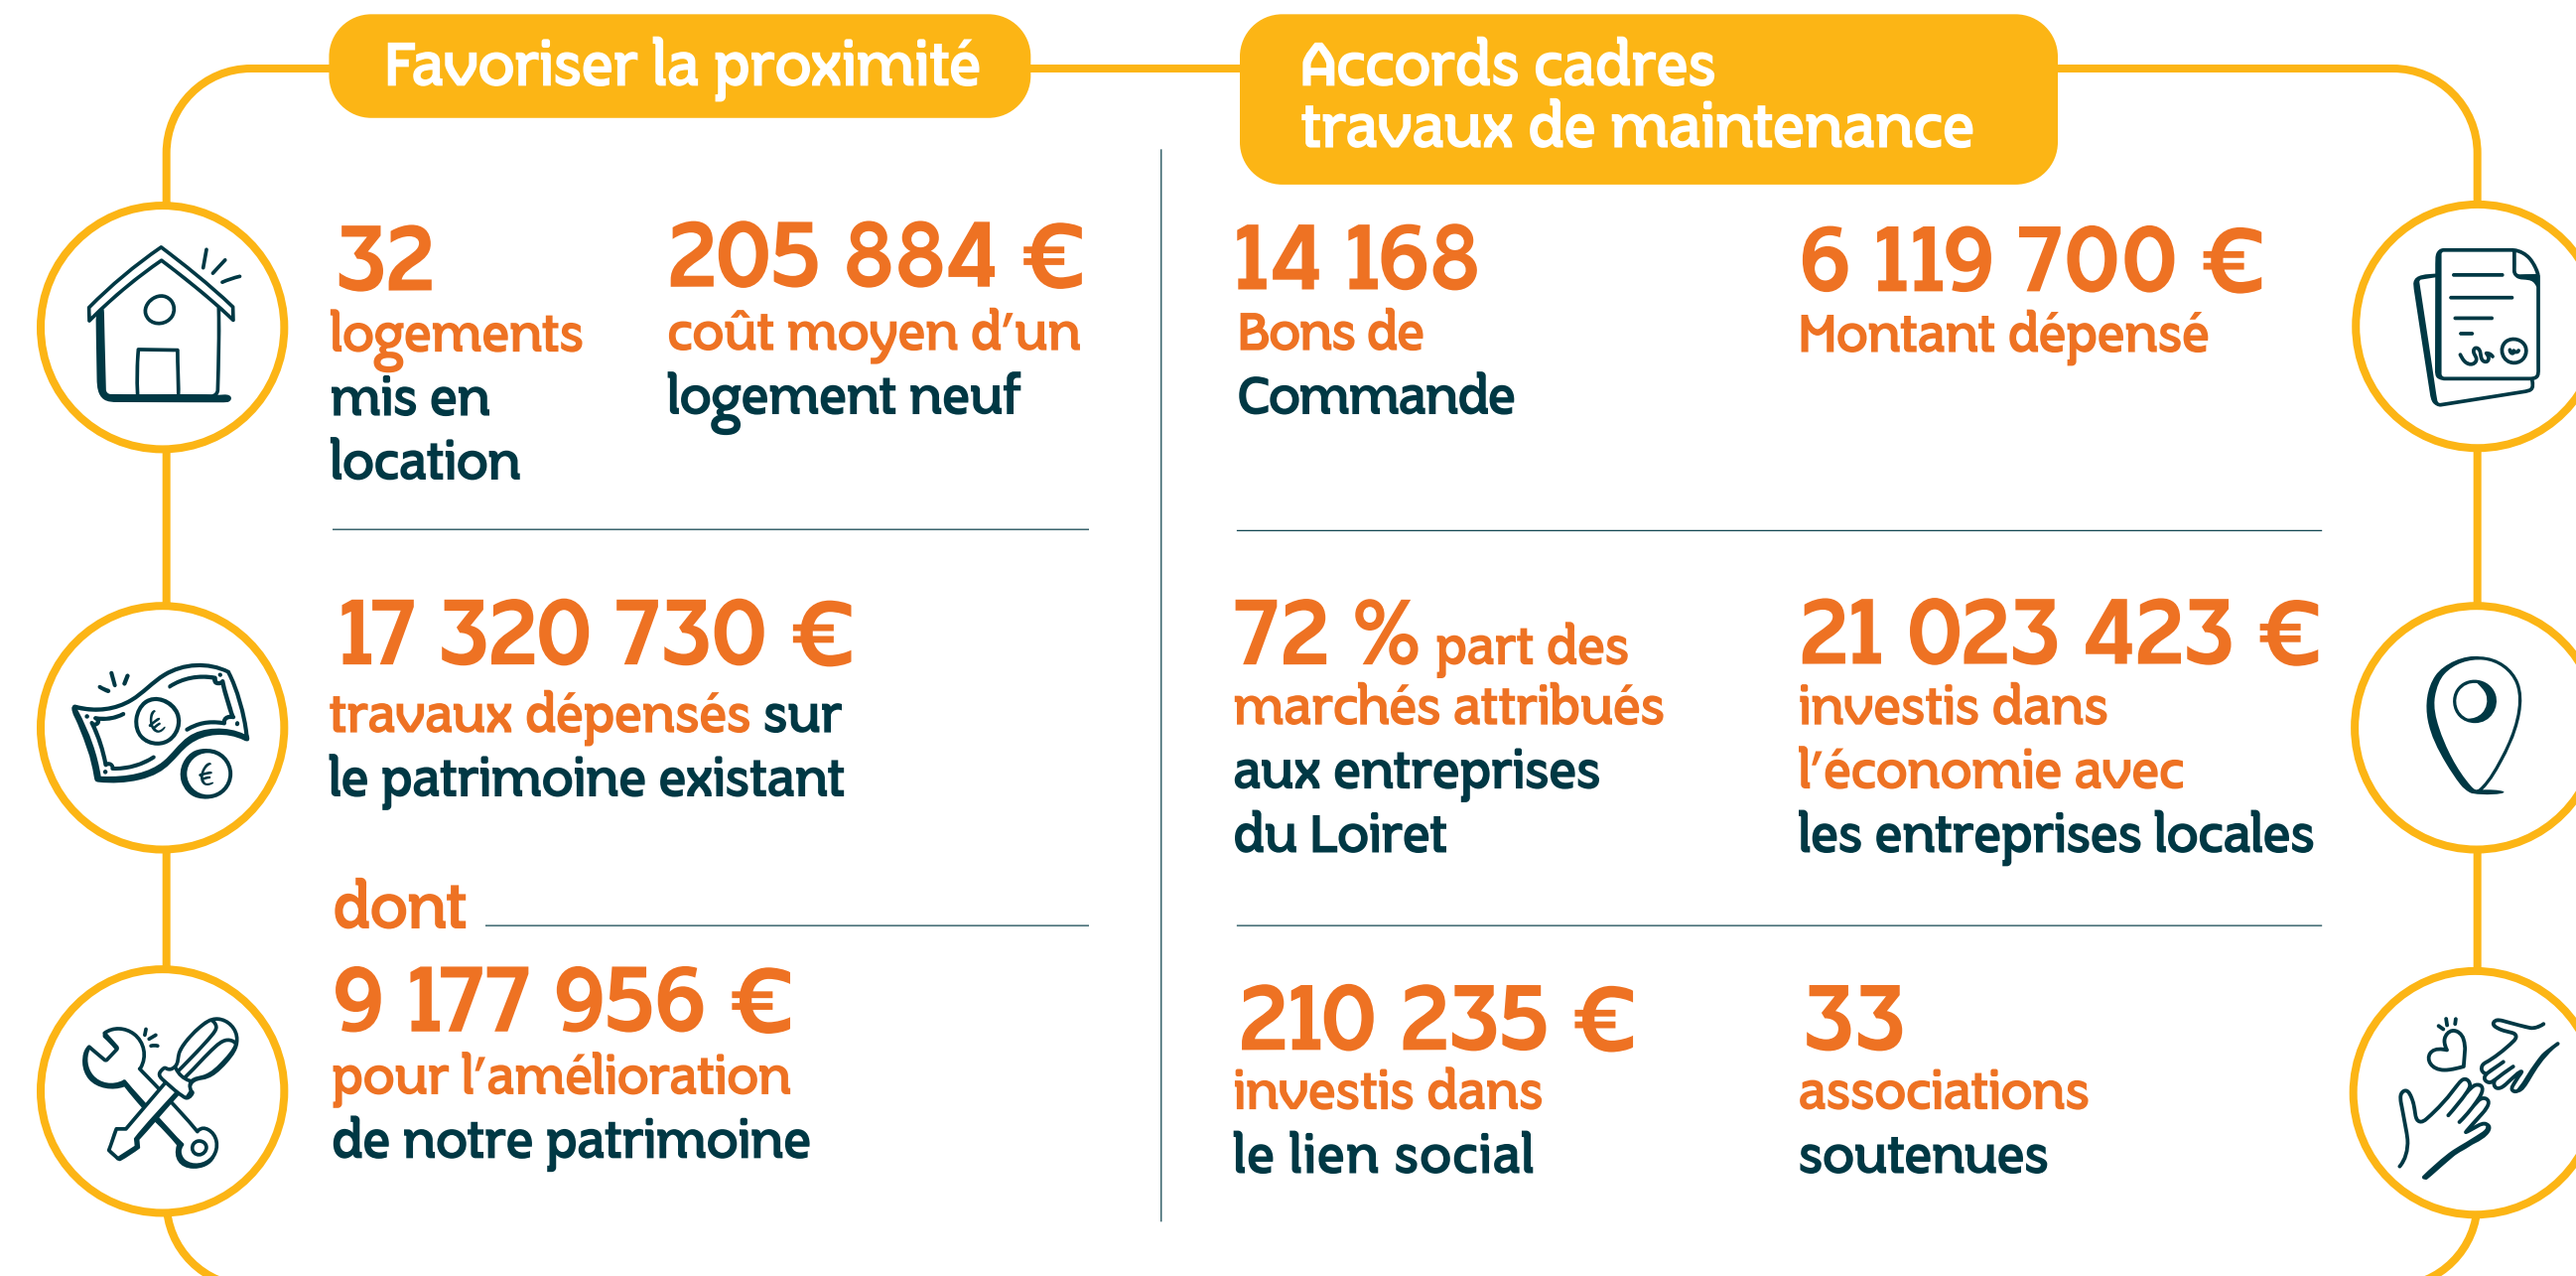 Favoriser la proximité
32
logements
mis en
location
205 884 €
coût moyen d’un
logement neuf
17 320 730 €
travaux dépensés sur
le patrimoine existant
dont
9 177 956 €
pour l’amélioration
de notre patrimoine
Accords cadres
travaux de maintenance
14 168
Bons de
Commande
6 119 700 €
Montant dépensé
72 % part des
marchés attribués
aux entreprises
du Loiret
21 023 423 €
investis dans
l’économie avec
les entreprises locales
210 235 €
investis dans
le lien social
33
associations
soutenues